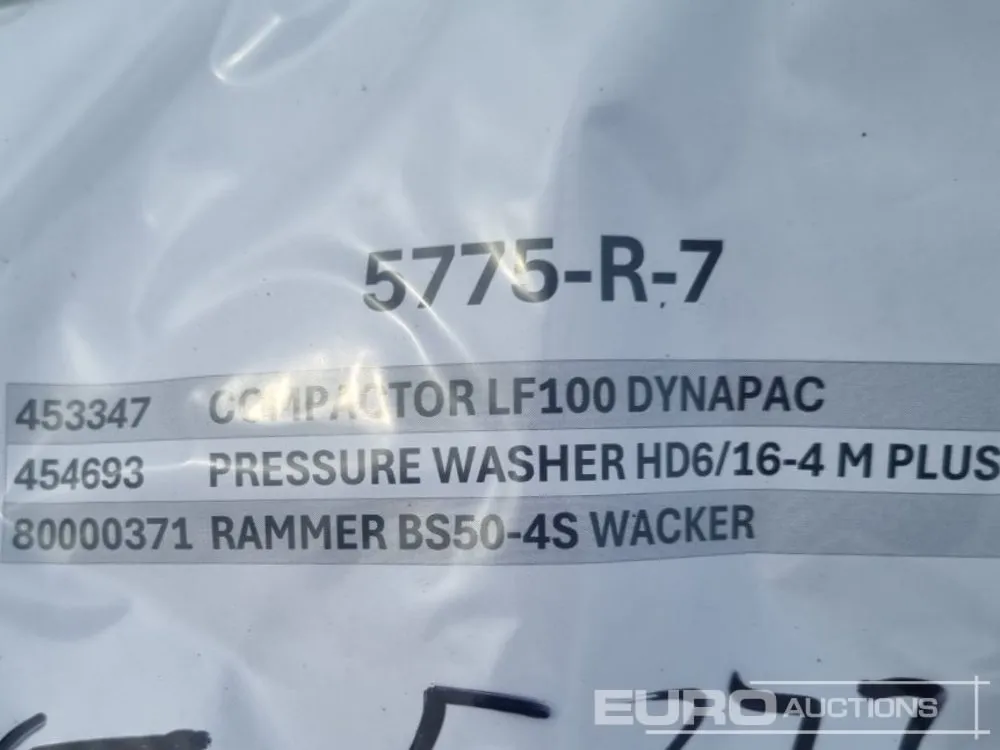 5775-R-7
453347 COMPACTOR LF100 DYNAPAC
454693 PRESSURE WASHER HD6/16-4 M PLUS
80000371 RAMMER BS50-4S WACKER
EURO AUCTIONS